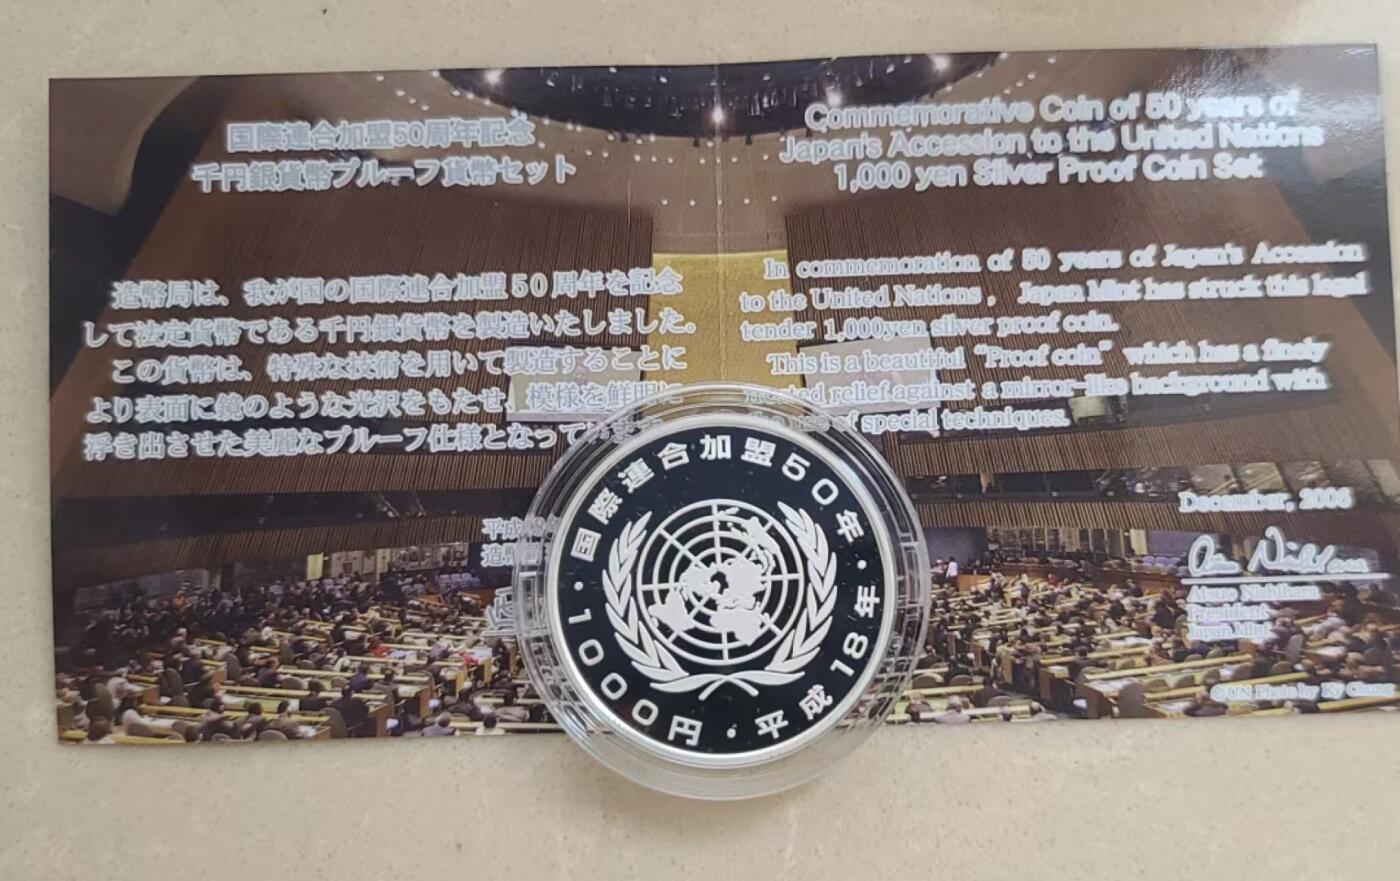 国際連合加盟50周年記念
千円銀貨幣プルーフ貨幣セット
造幣局は、我が国の国際連合加盟50周年を記念
して法定貨幣である千円銀貨幣を製造いたしました。
この貨幣は、特殊な技術を用いて製造することに
より表面に鏡のような光沢をもたせ、模様を鮮明に
浮き出させた美麗なプルーフ仕様となって
平成
造幣
Commemorative Coin of 50 years of
Japan's Accession to the United Nations
1,000 yen Silver Proof Coin Set
In commemoration of 50 years of Japan's Accession
to the United Nations, Japan Mint has struck this legal
tender 1,000yen silver proof coin.
This is a beautiful "Proof coin" which has a finely
relief against a mirror-like background with
of special techniques.
December, 2006
Atsuo Nishihara
President
Japan Mint
©UN Photo by Ky Chung
国際連合加盟50年
1000円
平成18年